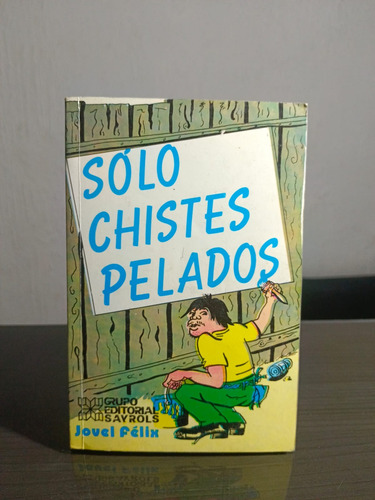 SÓLO
CHISTES
PELADOS
GRUPO
EDITORIAL
SAYROLS
Jovel Félix